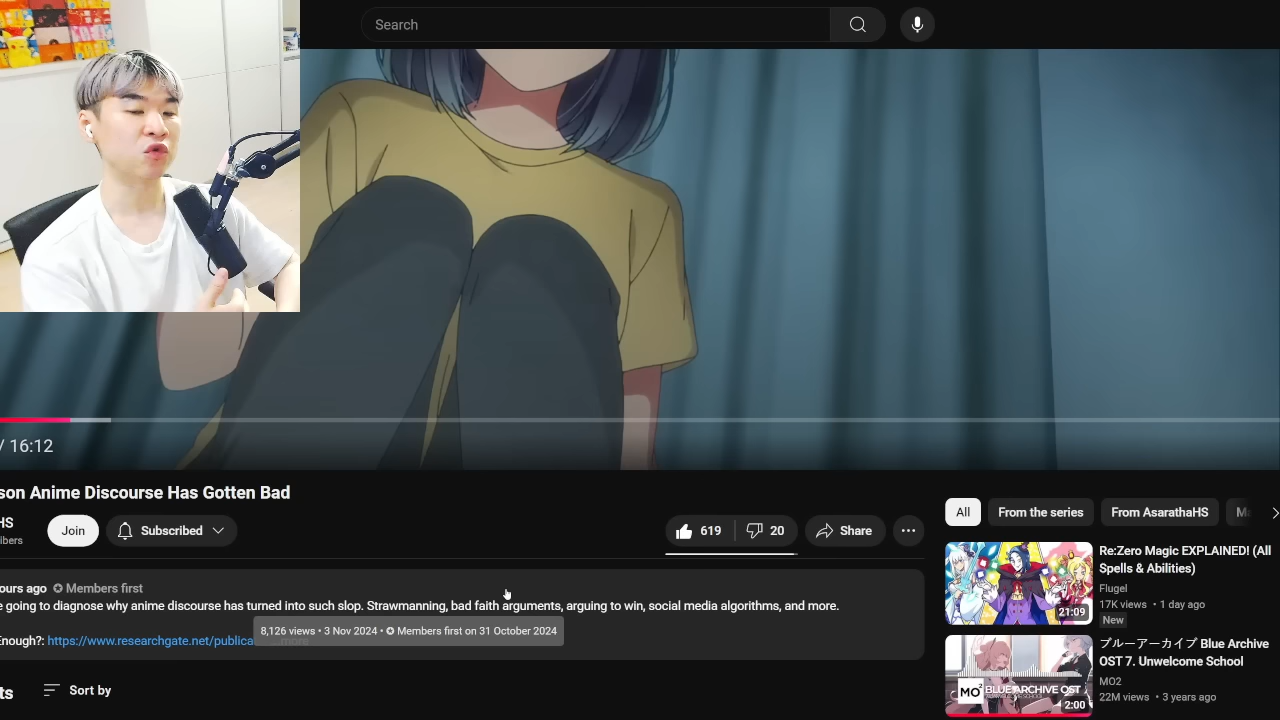 Search
/ 16:12
son Anime Discourse Has Gotten Bad
HS
ibers
Join
Subscribed
619
20
Share
All
From the series
From AsarathaHS
ours ago
Members first
e going to diagnose why anime discourse has turned into such slop. Strawmanning, bad faith arguments, arguing to win, social media algorithms, and more.
8,126 views • 3 Nov 2024 • Members first on 31 October 2024
Enough?: https://www.researchgate.net/publica
ts
Sort by
Re:Zero Magic EXPLAINED! (All
Spells & Abilities)
Flugel
17K views • 1 day ago
New
21:09
ブルーアーカイブ Blue Archive
OST 7. Unwelcome School
MO2
22M views • 3 years ago
MO2
BLUE ARCHIVE OST
2:00